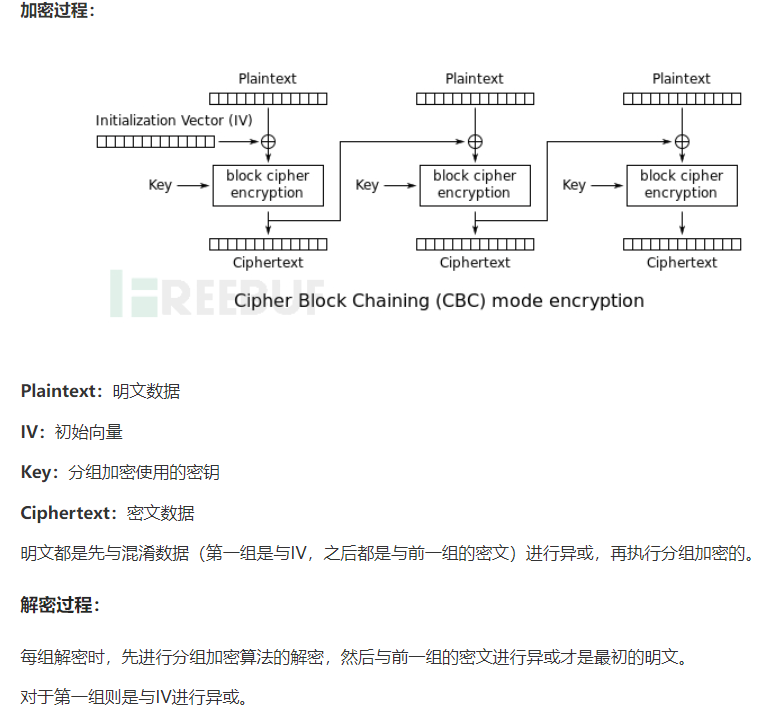 加密过程：
Plaintext Plaintext Plaintext
Initialization Vector (IV)
Key block cipher encryption Key block cipher encryption Key block cipher encryption
Ciphertext Ciphertext Ciphertext
FREEBUF
Cipher Block Chaining (CBC) mode encryption
Plaintext：明文数据
IV：初始向量
Key：分组加密使用的密钥
Ciphertext：密文数据
明文都是先与混淆数据（第一组是与IV，之后都是与前一组的密文）进行异或，再执行分组加密的。
解密过程：
每组解密时，先进行分组加密算法的解密，然后与前一组的密文进行异或才是最初的明文。
对于第一组则是与IV进行异或。